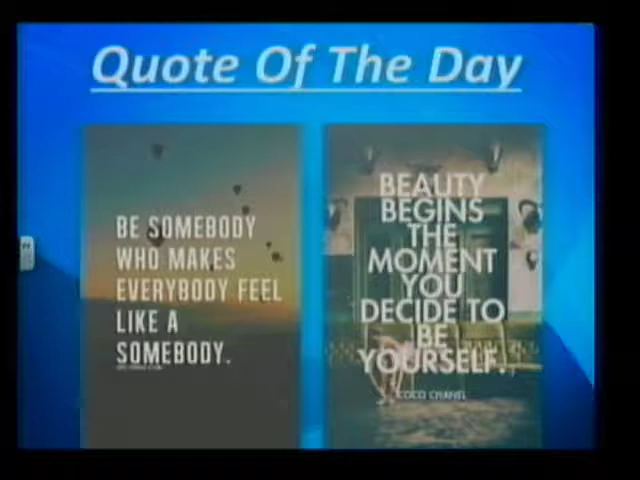 Quote Of The Day
BE SOMEBODY
WHO MAKES
EVERYBODY FEEL
LIKE A
SOMEBODY.
BEAUTY
BEGINS
THE
MOMENT
YOU
DECIDE TO
BE
YOURSELF.
COCO CHANEL